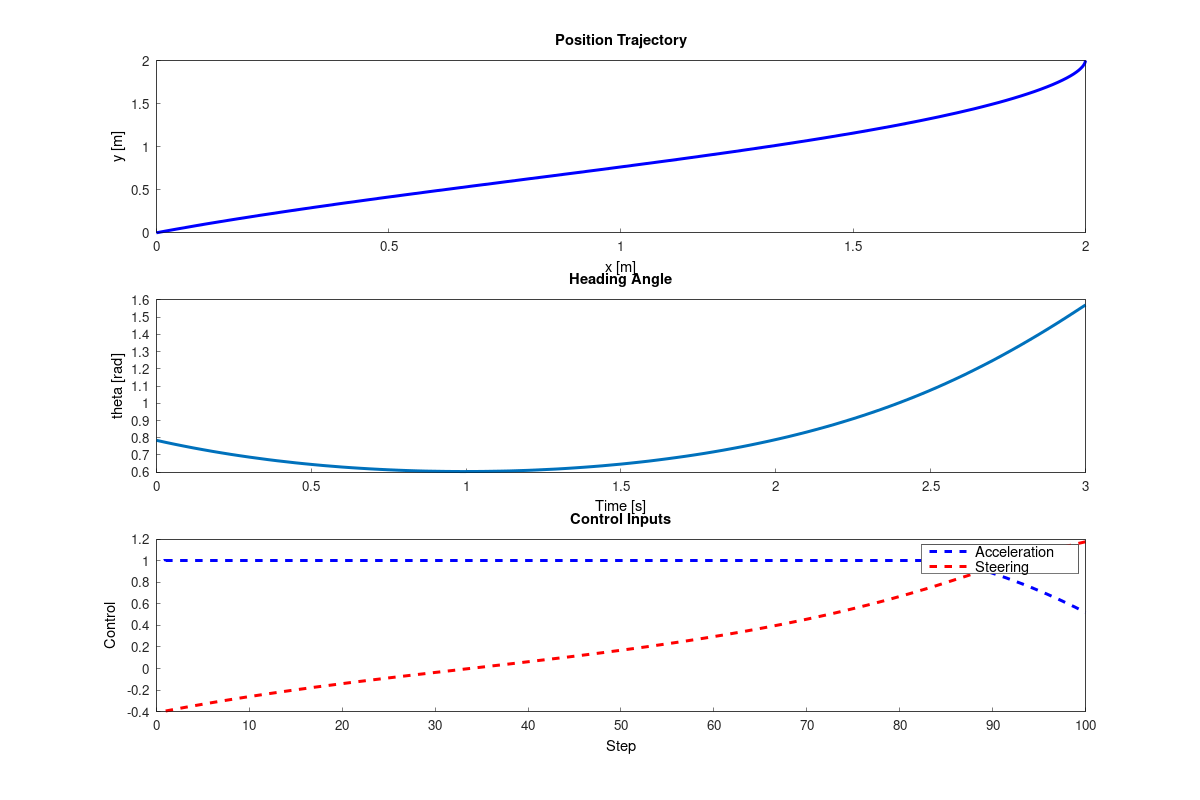 Position Trajectory
2
1.5
1
0.5
0
y [m]
0 0.5 1 1.5 2
x [m]
Heading Angle
1.6
1.5
1.4
1.3
1.2
1.1
1
0.9
0.8
0.7
0.6
theta [rad]
0 0.5 1 1.5 2 2.5 3
Time [s]
Control Inputs
1.2
1
0.8
0.6
0.4
0.2
0
-0.2
-0.4
Control
Acceleration
Steering
0 10 20 30 40 50 60 70 80 90 100
Step